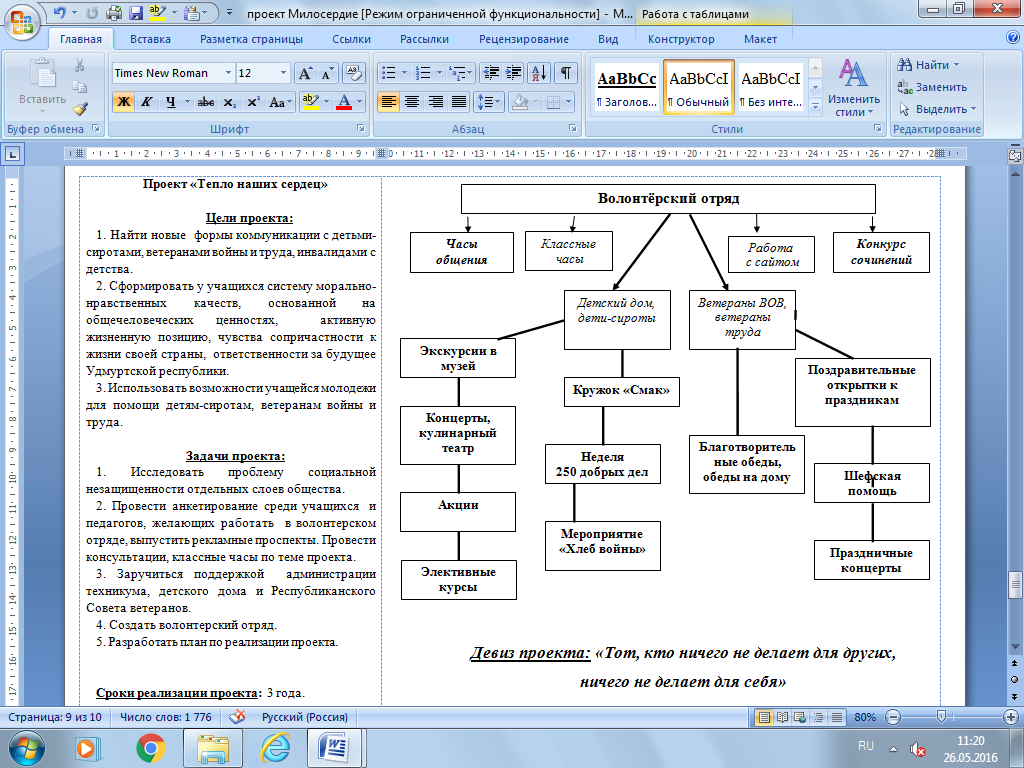 проект Милосердие [Режим ограниченной функциональности] - М...
Работа с таблицами
Главная
Вставка
Разметка страницы
Ссылки
Рассылки
Рецензирование
Вид
Конструктор
Макет
Вставить
Times New Roman
12
Ж К Ч abc X₂ X² Aa
AaBbCc
AaBbCcI
AaBbCcI
¶ Заголов...
¶ Обычный
¶ Без инте...
Изменить
стили
Найти
Заменить
Выделить
Буфер обмена
Шрифт
Абзац
Стили
Редактирование
Проект «Тепло наших сердец»
Цели проекта:
1. Найти новые формы коммуникации с детьми-
сиротами, ветеранами войны и труда, инвалидами с
детства.
2. Сформировать у учащихся систему морально-
нравственных качеств, основанной на
общечеловеческих ценностях, активную
жизненную позицию, чувства сопричастности к
жизни своей страны, ответственности за будущее
Удмуртской республики.
3. Использовать возможности учащейся молодежи
для помощи детям-сиротам, ветеранам войны и
труда.
Задачи проекта:
1. Исследовать проблему социальной
незащищенности отдельных слоев общества.
2. Провести анкетирование среди учащихся и
педагогов, желающих работать в волонтерском
отряде, выпустить рекламные проспекты. Провести
консультации, классные часы по теме проекта.
3. Заручиться поддержкой администрации
техникума, детского дома и Республиканского
Совета ветеранов.
4. Создать волонтерский отряд.
5. Разработать план по реализации проекта.
Сроки реализации проекта: 3 года.
Волонтёрский отряд
Часы
общения
Классные
часы
Работа
с сайтом
Конкурс
сочинений
Детский дом,
дети-сироты
Ветераны ВОВ,
ветераны
труда
Экскурсии в
музей
Кружок «Смак»
Поздравительные
открытки к
праздникам
Концерты,
кулинарный
театр
Неделя
250 добрых дел
Благотворитель
ные обеды,
обеды на дому
Шефская
помощь
Акции
Мероприятие
«Хлеб войны»
Праздничные
концерты
Элективные
курсы
Девиз проекта: «Тот, кто ничего не делает для других,
ничего не делает для себя»
Страница: 9 из 10
Число слов: 1 776
Русский (Россия)
80%
RU
11:20
26.05.2016